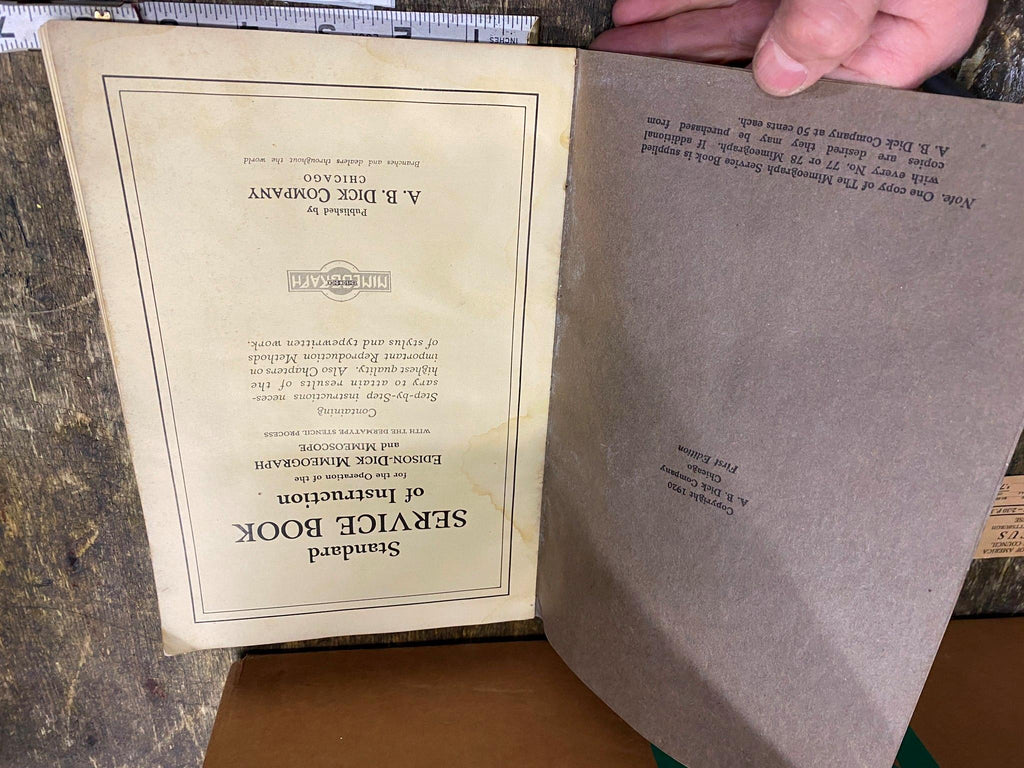 Standard
SERVICE BOOK
of Instruction
for the Operation of the
EDISON-DICK MIMEOGRAPH
and MIMEOSCOPE
WITH THE DERMATYPE STENCIL PROCESS
Containing
Step-by-Step instructions neces-
sary to attain results of the
highest quality. Also Chapters on
important Reproduction Methods
of stylus and typewritten work.
MIMEOGRAPH
Published by
A. B. DICK COMPANY
CHICAGO
Branches and dealers throughout the world
Copyright 1920
A. B. Dick Company
Chicago
First Edition
Note. One copy of The Mimeograph Service Book is supplied
with every No. 77 or 78 Mimeograph. If additional
copies are desired they may be purchased from
A. B. Dick Company at 50 cents each.
INCHES
1
7
OF AMERICA
COUNCIL